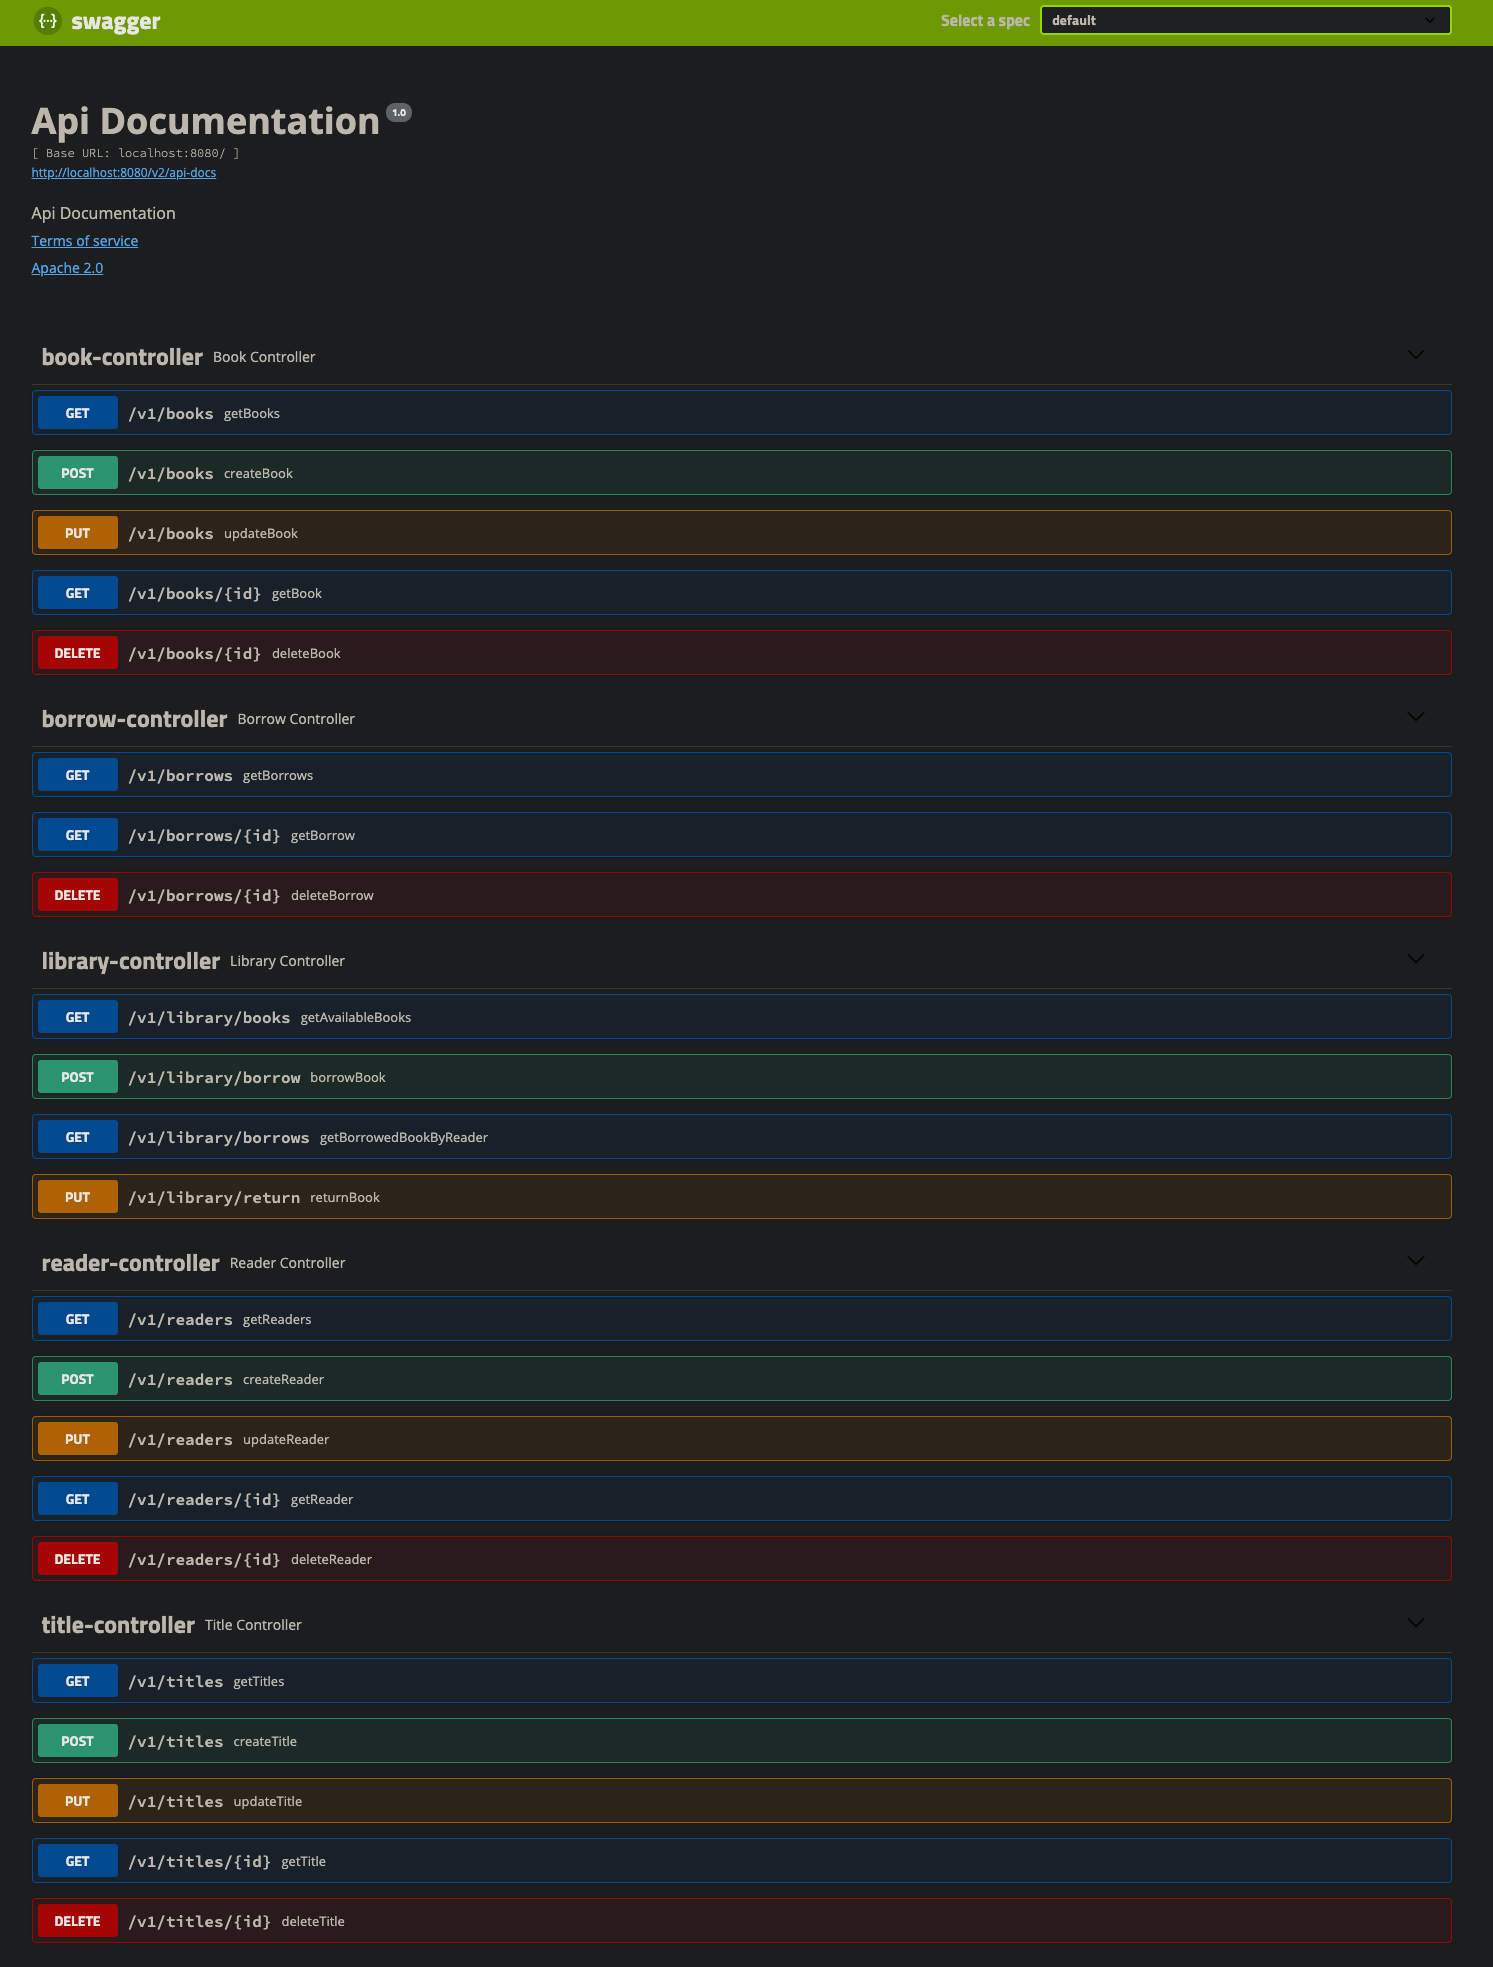 {··} swagger Select a spec default
Api Documentation 1.0
[ Base URL: localhost:8080/ ]
http://localhost:8080/v2/api-docs
Api Documentation
Terms of service
Apache 2.0
book-controller Book Controller
GET /v1/books getBooks
POST /v1/books createBook
PUT /v1/books updateBook
GET /v1/books/{id} getBook
DELETE /v1/books/{id} deleteBook
borrow-controller Borrow Controller
GET /v1/borrows getBorrows
GET /v1/borrows/{id} getBorrow
DELETE /v1/borrows/{id} deleteBorrow
library-controller Library Controller
GET /v1/library/books getAvailableBooks
POST /v1/library/borrow borrowBook
GET /v1/library/borrows getBorrowedBookByReader
PUT /v1/library/return returnBook
reader-controller Reader Controller
GET /v1/readers getReaders
POST /v1/readers createReader
PUT /v1/readers updateReader
GET /v1/readers/{id} getReader
DELETE /v1/readers/{id} deleteReader
title-controller Title Controller
GET /v1/titles getTitles
POST /v1/titles createTitle
PUT /v1/titles updateTitle
GET /v1/titles/{id} getTitle
DELETE /v1/titles/{id} deleteTitle